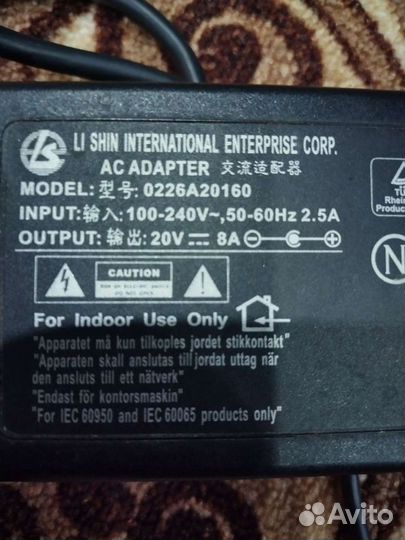 LI SHIN INTERNATIONAL ENTERPRISE CORP.
AC ADAPTER 交流适配器
MODEL: 型号: 0226A20160
INPUT: 输入: 100-240V~, 50-60Hz 2.5A
OUTPUT: 输出: 20V 8A
CAUTION
For Indoor Use Only
"Apparatet må kun tilkoples jordet stikkontakt"
"Apparaten skall anslutas till jordat uttag när
den ansluts till ett nätverk"
"Endast för kontorsmaskin"
"For IEC 60950 and IEC 60065 products only"
TÜ
Rhein
Product
N
Avito